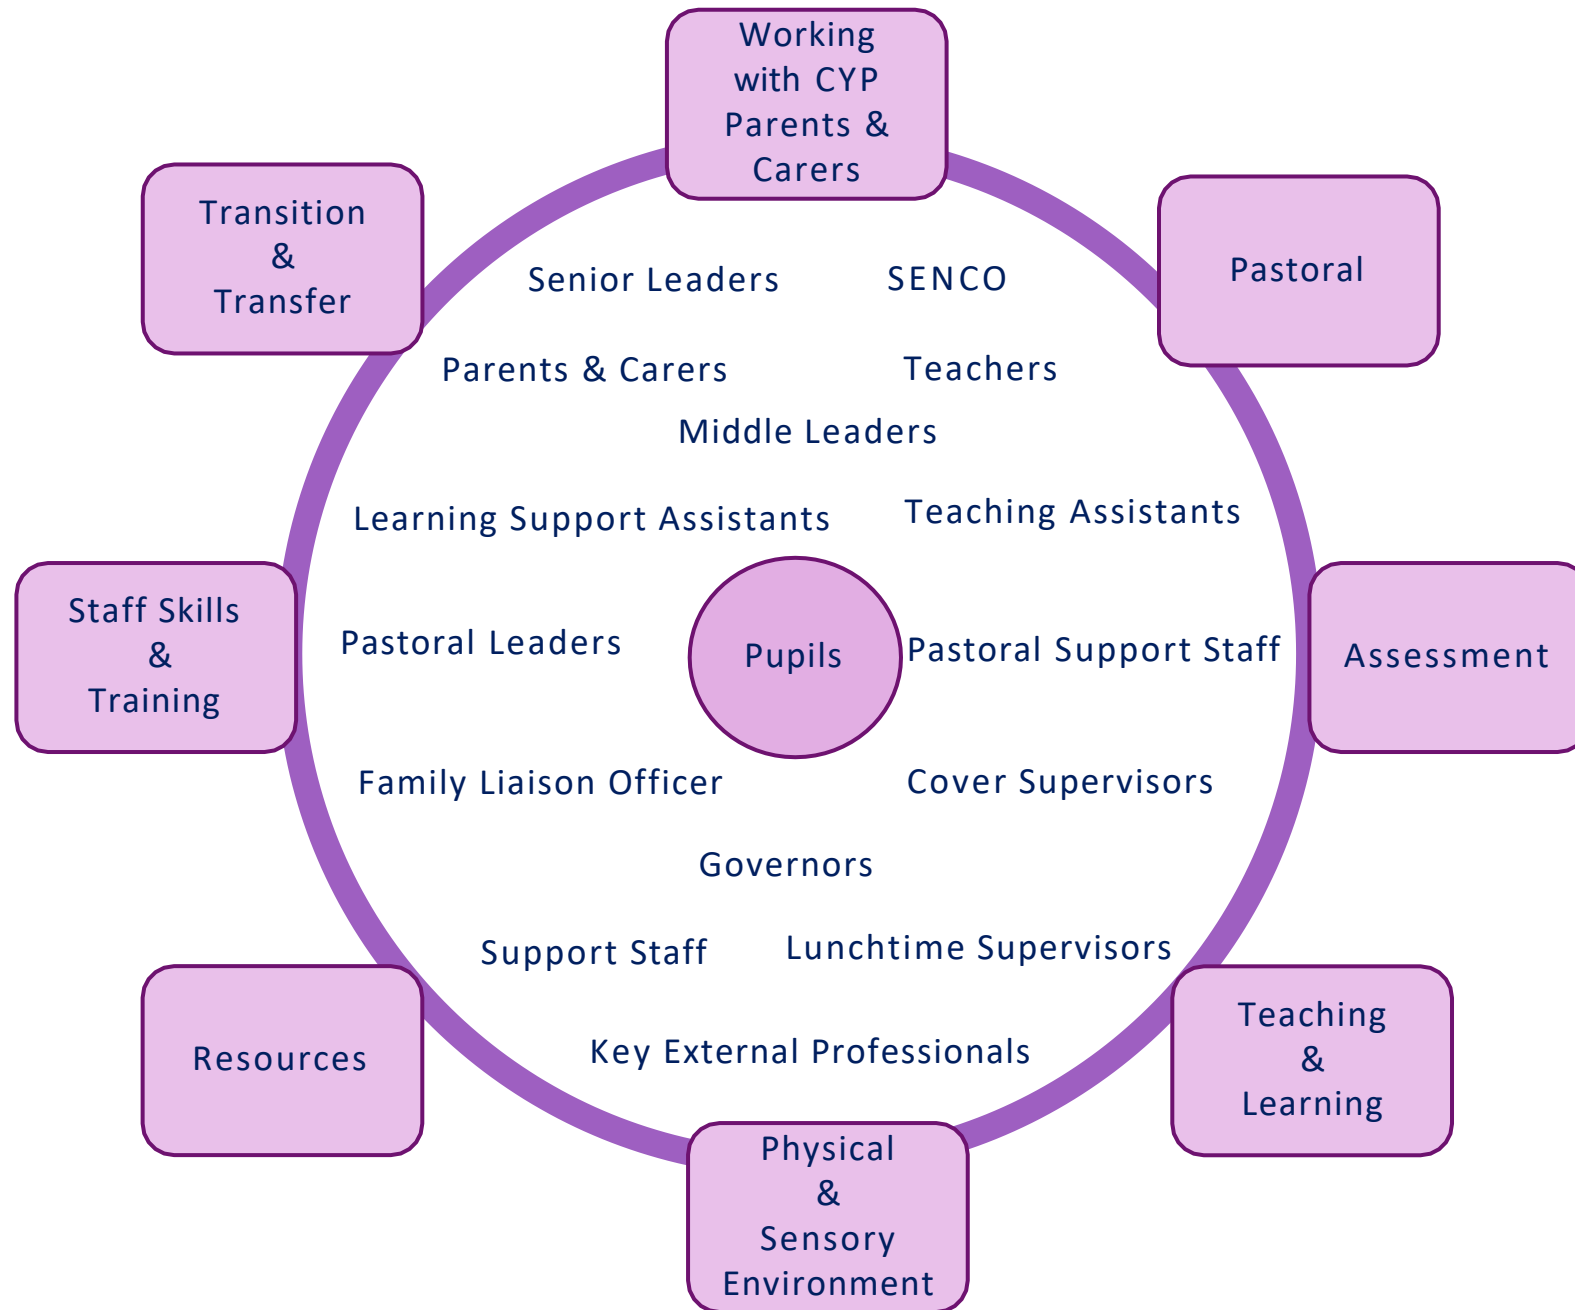 Working
with CYP
Parents &
Carers
Transition
&
Transfer
Pastoral
Senior Leaders
SENCO
Parents & Carers
Teachers
Middle Leaders
Learning Support Assistants
Teaching Assistants
Staff Skills
&
Training
Pastoral Leaders
Pupils
Pastoral Support Staff
Assessment
Family Liaison Officer
Cover Supervisors
Governors
Support Staff
Lunchtime Supervisors
Resources
Key External Professionals
Teaching
&
Learning
Physical
&
Sensory
Environment